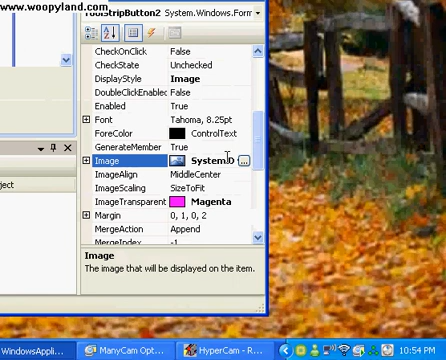 www.woopyland.com
ToolStripButton2 System.Windows.Form
CheckOnClick False
CheckState Unchecked
DisplayStyle Image
DoubleClickEnabled False
Enabled True
Font Tahoma, 8.25pt
ForeColor ControlText
GenerateMember True
Image System.D ...
ImageAlign MiddleCenter
ImageScaling SizeToFit
ImageTransparent Magenta
Margin 0, 1, 0, 2
MergeAction Append
MergeIndex -1
ject
Image
The image that will be displayed on the item.
WindowsAppli... ManyCam Opt... HyperCam - R... 10:54 PM